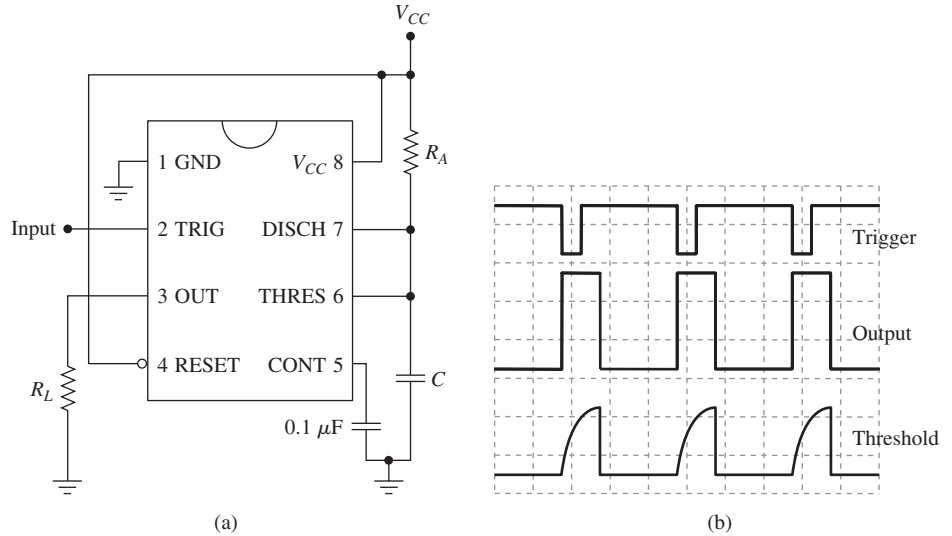 V_CC
R_A
1 GND
V_CC 8
Input
2 TRIG
DISCH 7
3 OUT
THRES 6
4 RESET
CONT 5
R_L
C
0.1 μF
(a)
Trigger
Output
Threshold
(b)